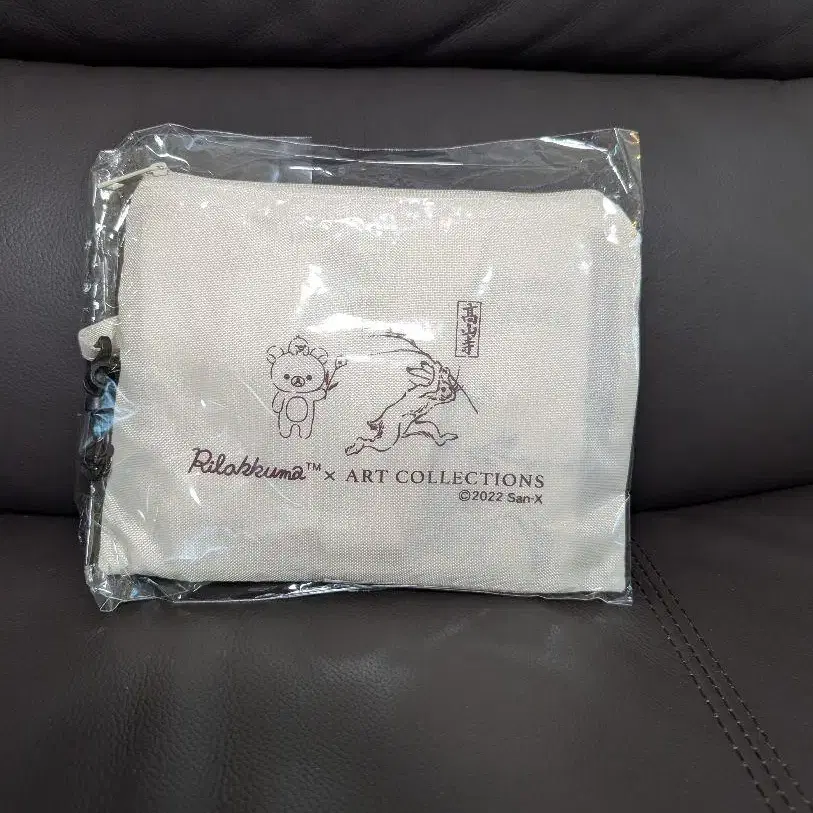 高山寺
Rilakkuma™ × ART COLLECTIONS
©2022 San-X